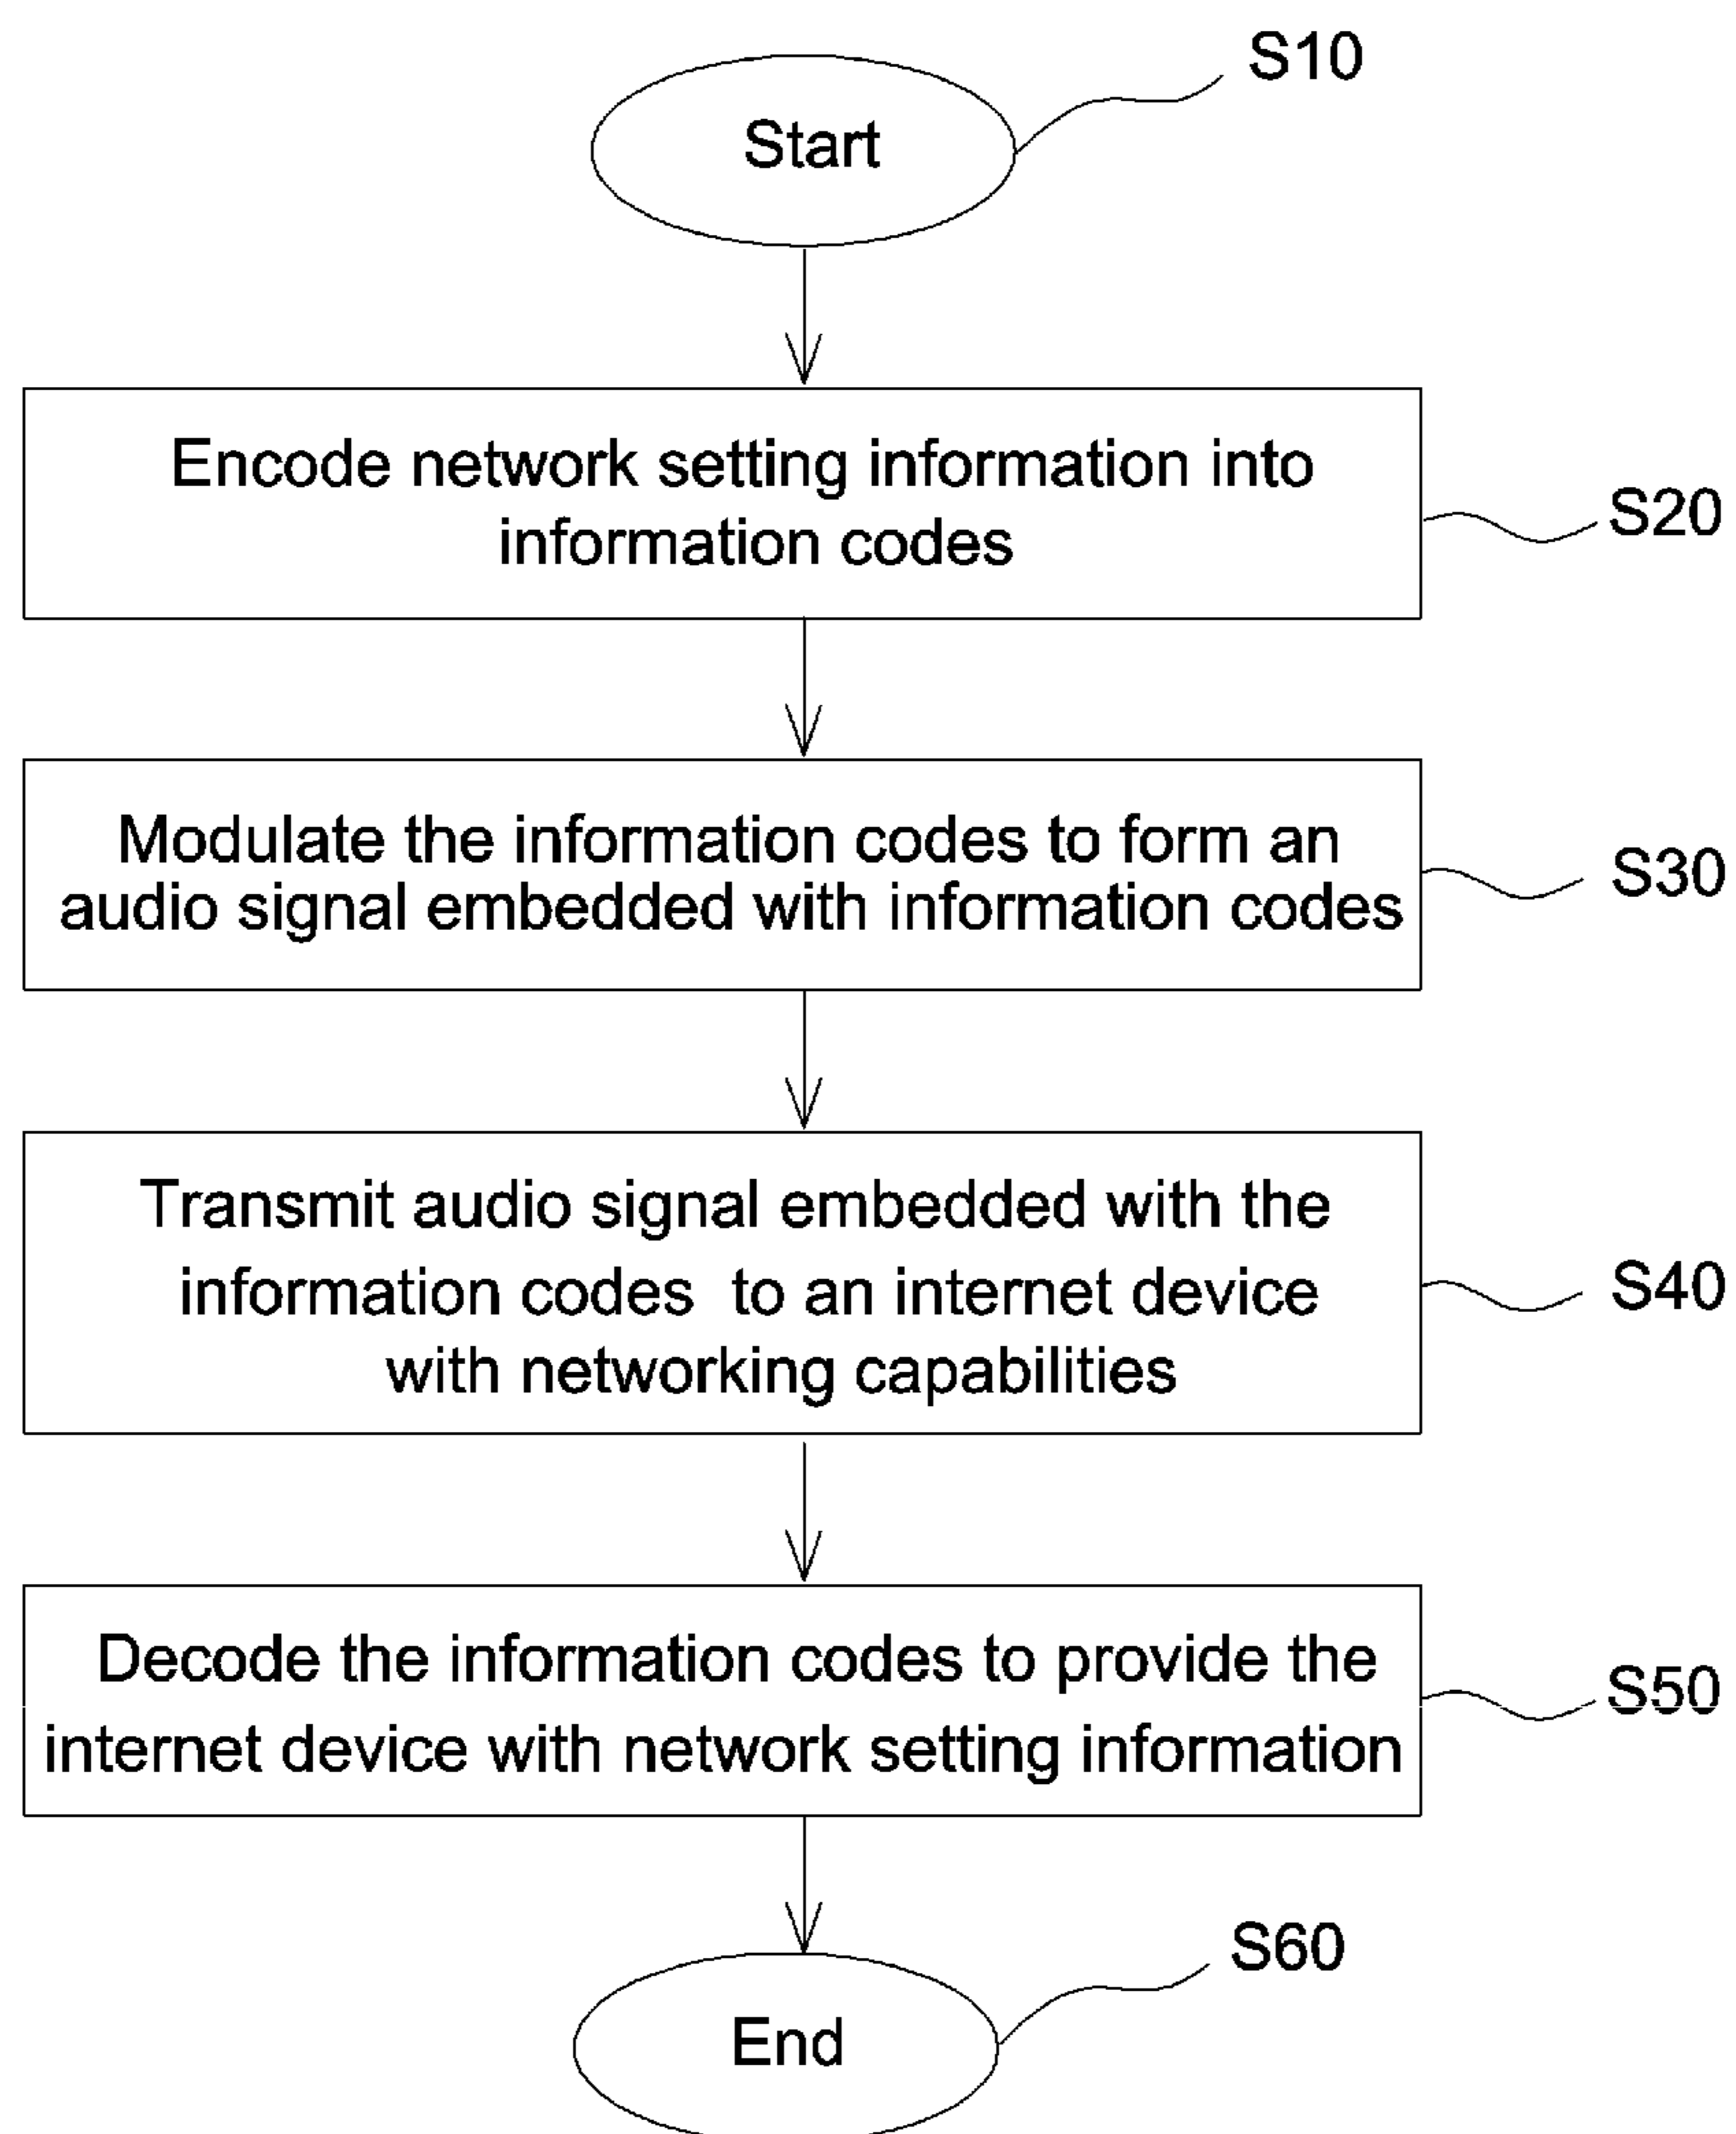 S10
Start
Encode network setting information into
information codes
S20
Modulate the information codes to form an
audio signal embedded with information codes
S30
Transmit audio signal embedded with the
information codes to an internet device
with networking capabilities
S40
Decode the information codes to provide the
internet device with network setting information
S50
S60
End